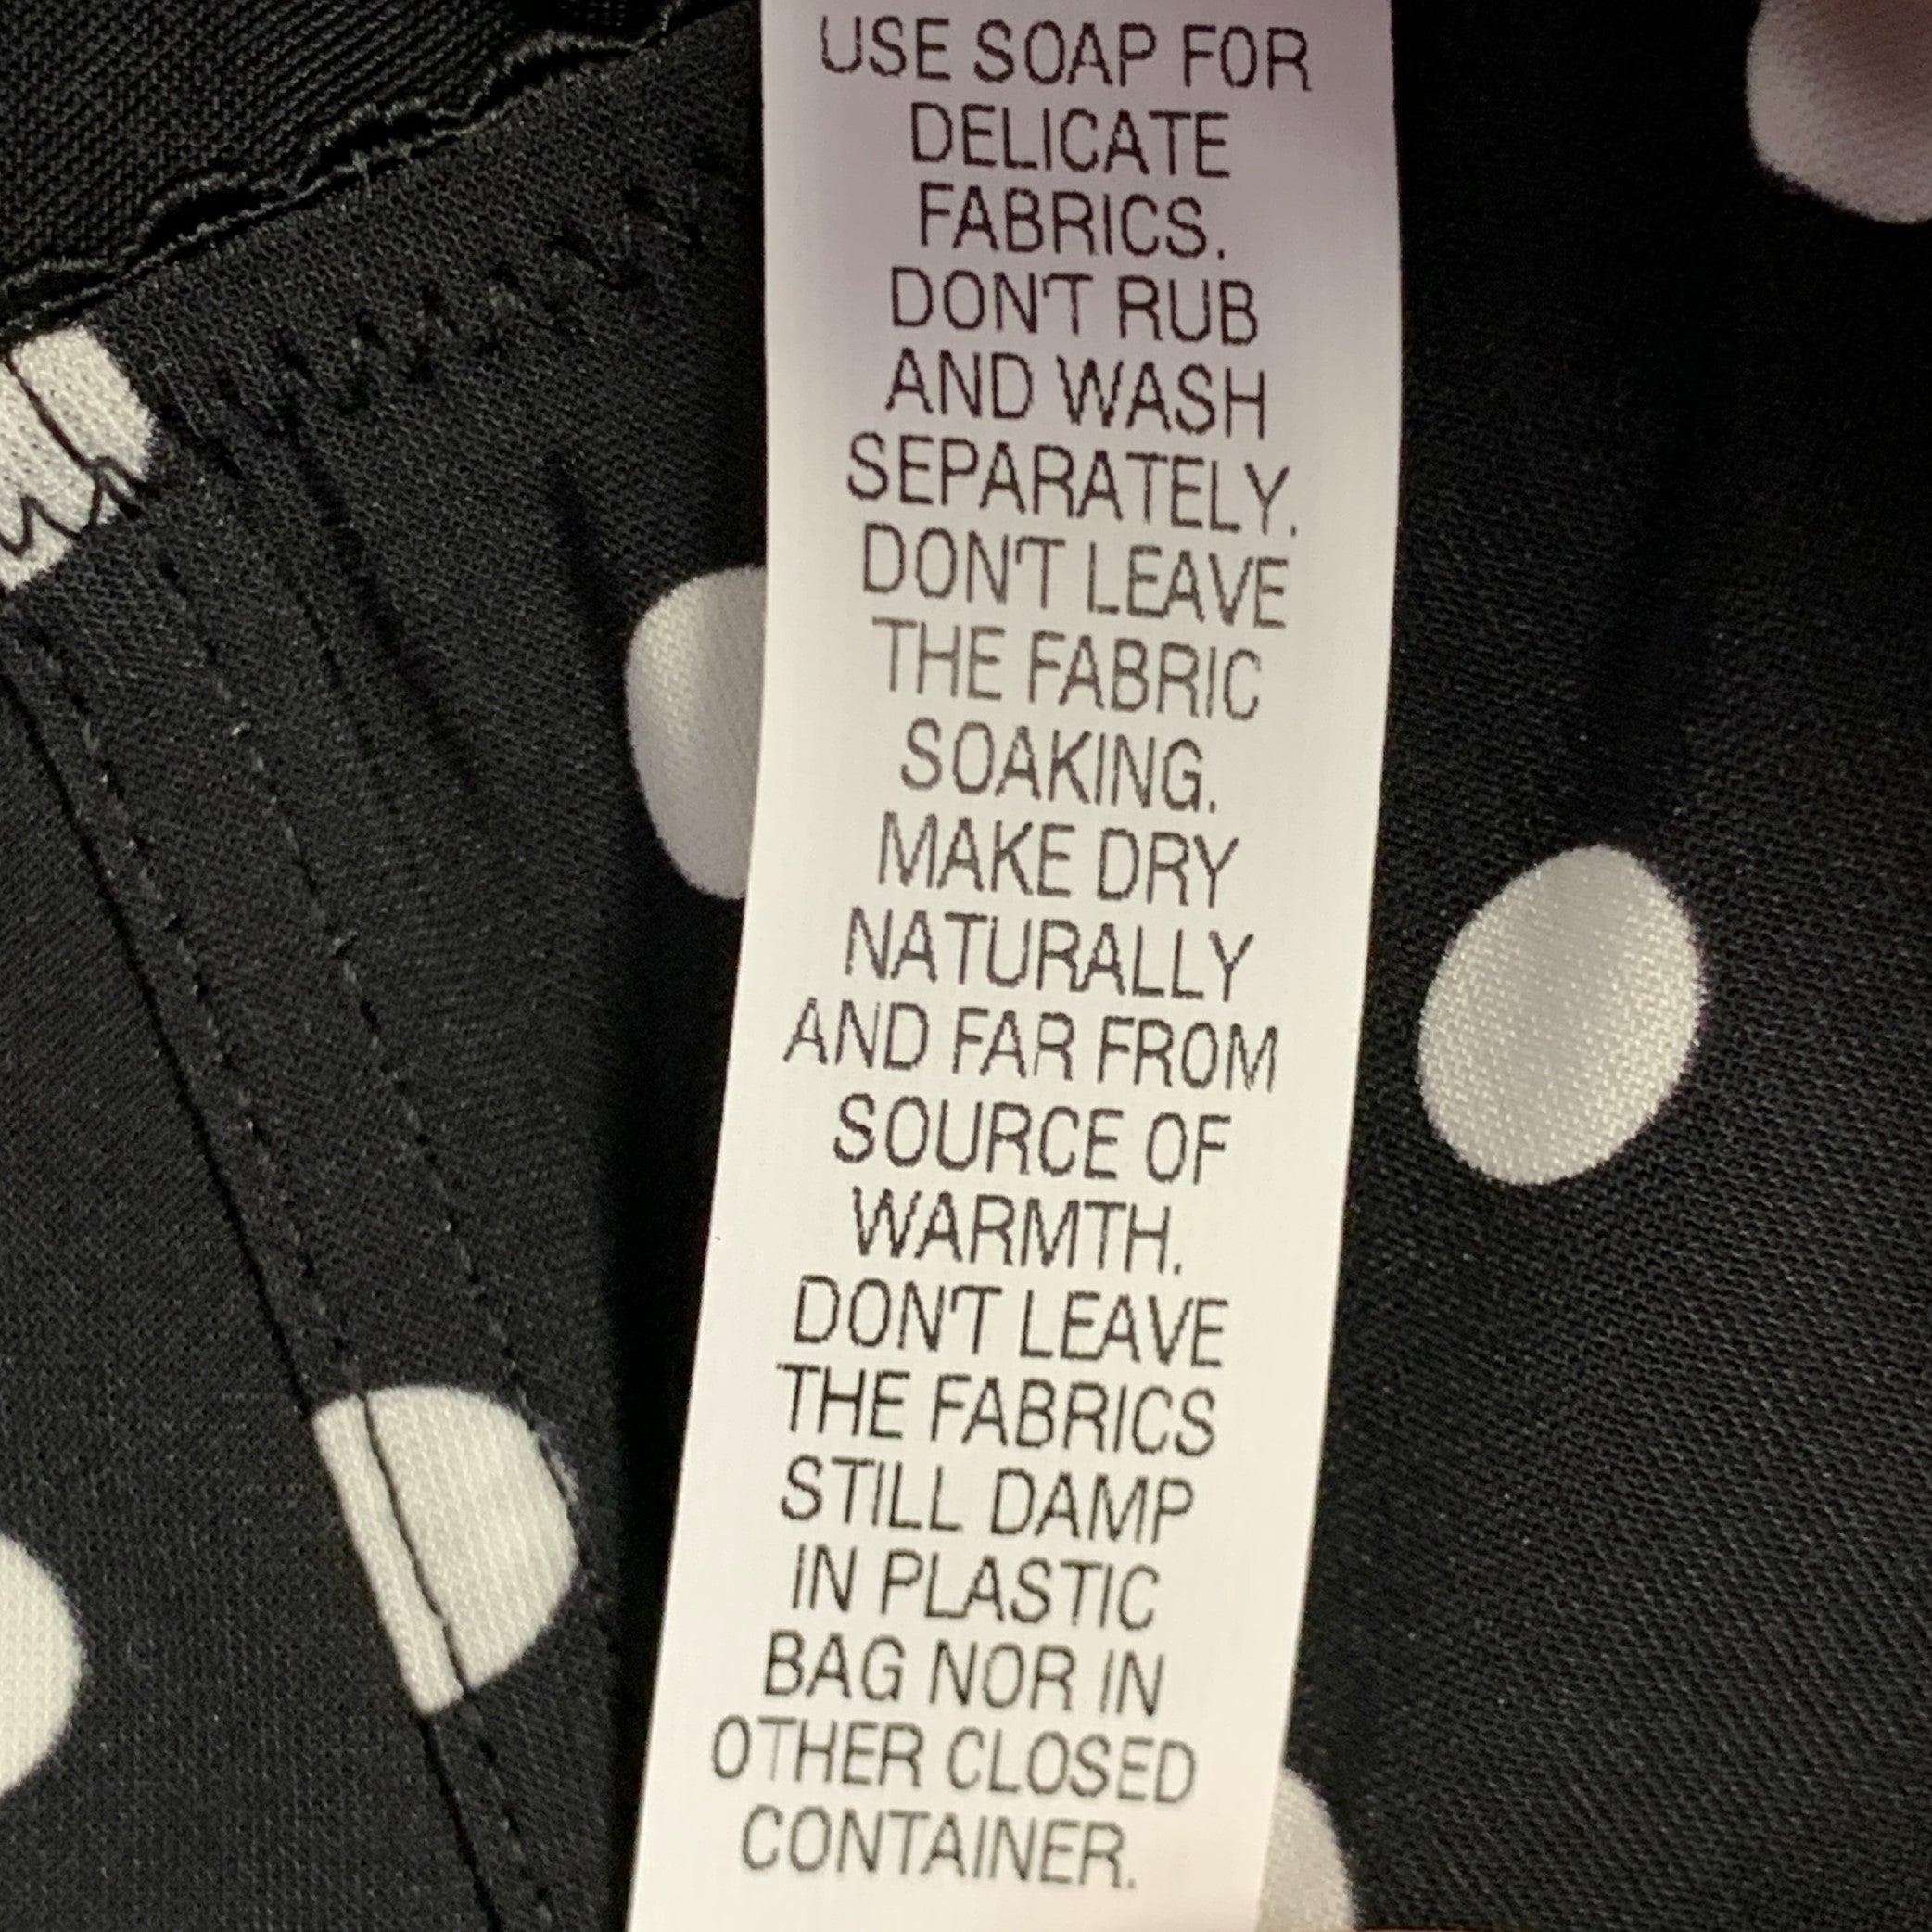 USE SOAP FOR
DELICATE
FABRICS.
DON'T RUB
AND WASH
SEPARATELY.
DON'T LEAVE
THE FABRIC
SOAKING.
MAKE DRY
NATURALLY
AND FAR FROM
SOURCE OF
WARMTH.
DON'T LEAVE
THE FABRICS
STILL DAMP
IN PLASTIC
BAG NOR IN
OTHER CLOSED
CONTAINER.